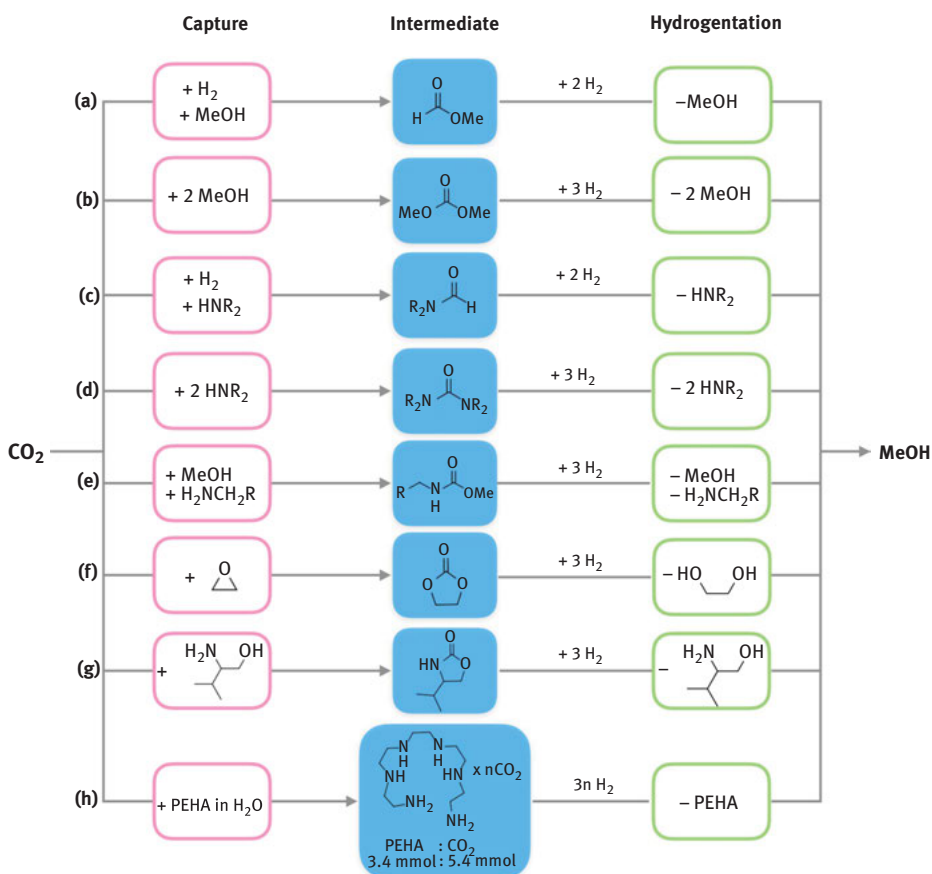 Capture Intermediate Hydrogentation
(a)
+ H₂
+ MeOH
O
H OMe
+ 2 H₂
–MeOH
(b)
+ 2 MeOH
O
MeO OMe
+ 3 H₂
– 2 MeOH
(c)
+ H₂
+ HNR₂
O
R₂N H
+ 2 H₂
– HNR₂
(d)
+ 2 HNR₂
O
R₂N NR₂
+ 3 H₂
– 2 HNR₂
CO₂
MeOH
(e)
+ MeOH
+ H₂NCH₂R
O
R N OMe
H
+ 3 H₂
– MeOH
– H₂NCH₂R
(f)
+ O
O
O O
+ 3 H₂
– HO OH
(g)
H₂N OH
+
O
HN O
+ 3 H₂
H₂N OH
–
(h)
+ PEHA in H₂O
N N
H H
NH HN
NH₂
NH₂
x nCO₂
PEHA : CO₂
3.4 mmol : 5.4 mmol
3n H₂
– PEHA